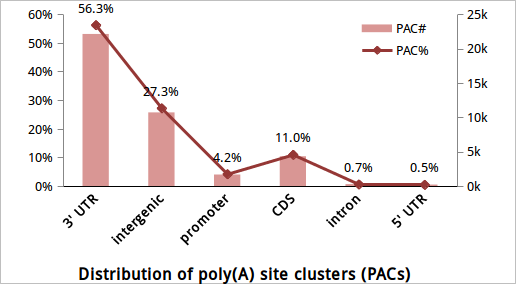 56.3%
60%
50%
40%
30%
20%
10%
0%
27.3%
4.2%
11.0%
0.7%
0.5%
PAC#
PAC%
25k
20k
15k
10k
5k
0k
3' UTR
intergenic
promoter
CDS
intron
5' UTR
Distribution of poly(A) site clusters (PACs)